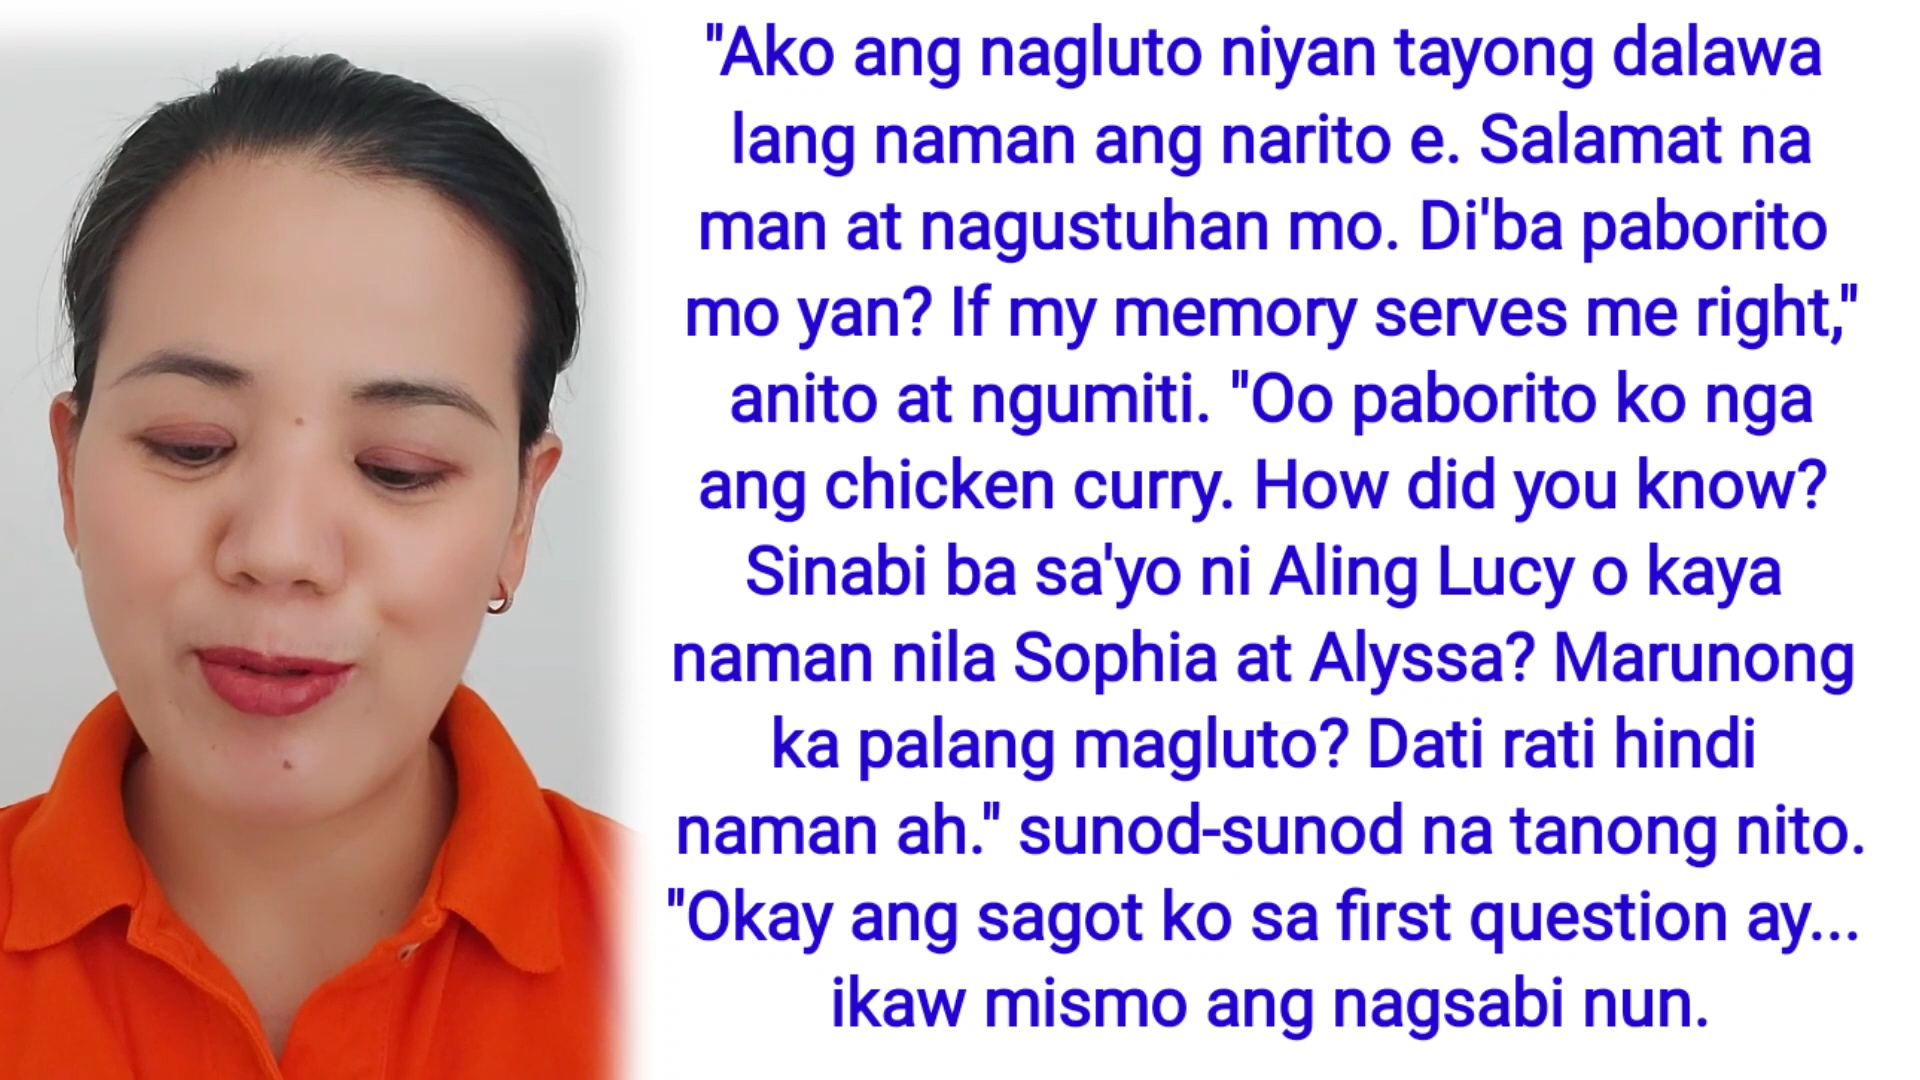 "Ako ang nagluto niyan tayong dalawa
lang naman ang narito e. Salamat na
man at nagustuhan mo. Di'ba paborito
mo yan? If my memory serves me right,"
anito at ngumiti. "Oo paborito ko nga
ang chicken curry. How did you know?
Sinabi ba sa'yo ni Aling Lucy o kaya
naman nila Sophia at Alyssa? Marunong
ka palang magluto? Dati rati hindi
naman ah." sunod-sunod na tanong nito.
"Okay ang sagot ko sa first question ay...
ikaw mismo ang nagsabi nun.